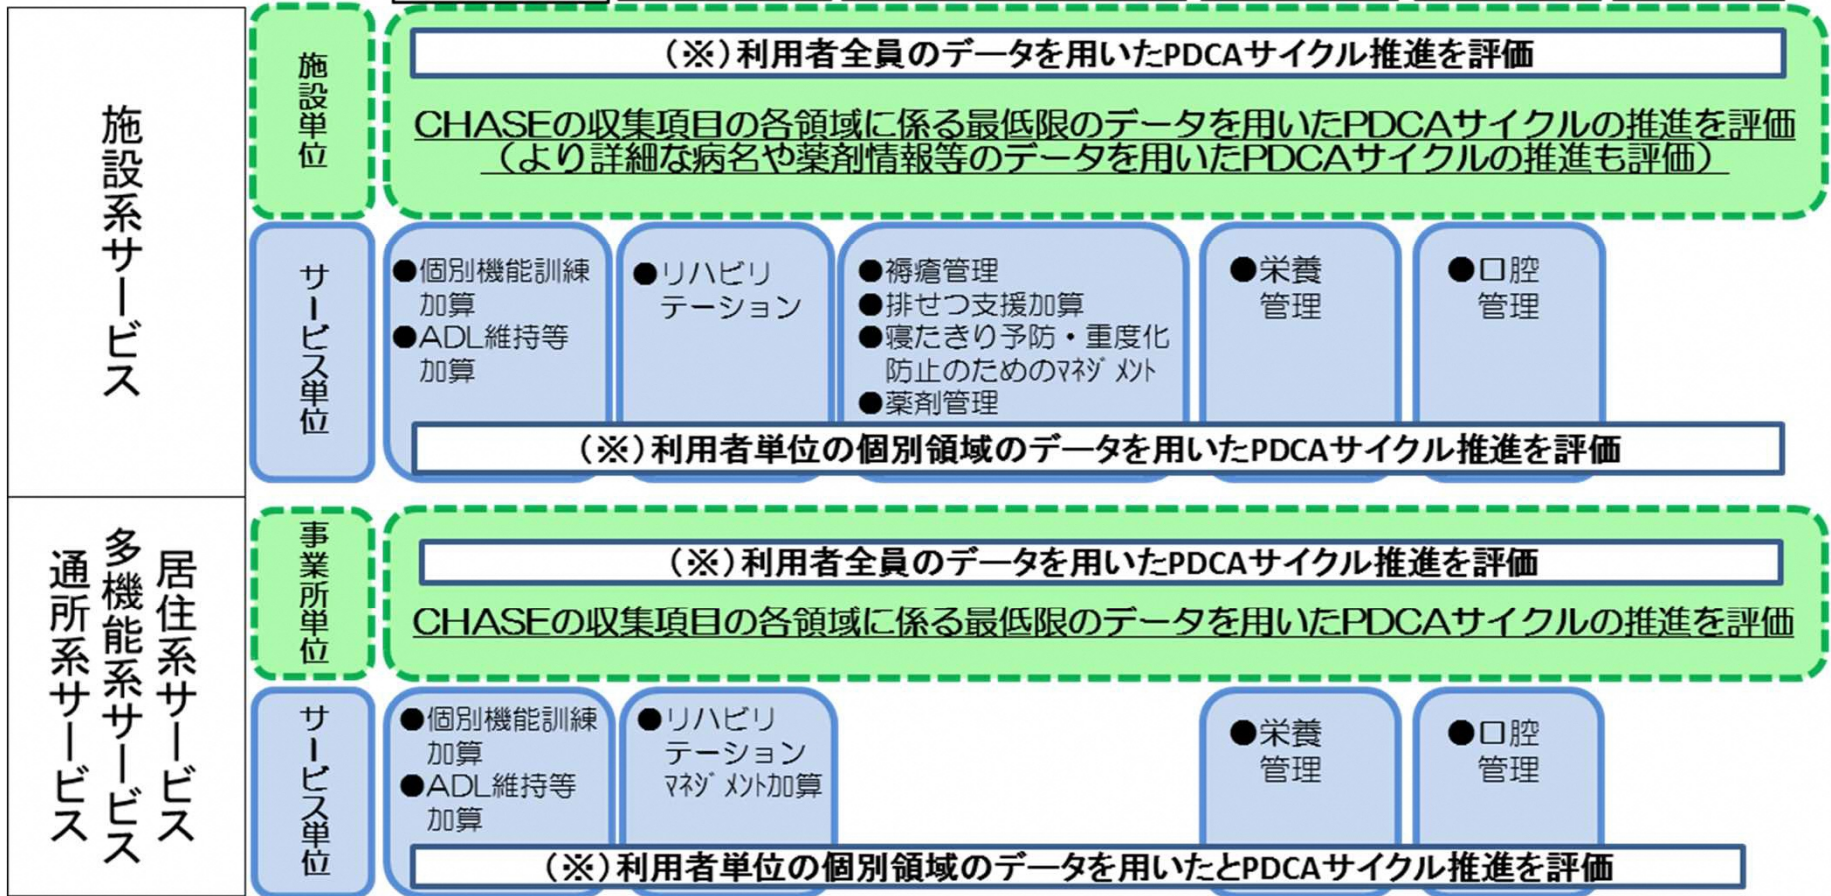 施設系サービス
施設単位
(※)利用者全員のデータを用いたPDCAサイクル推進を評価
CHASEの収集項目の各領域に係る最低限のデータを用いたPDCAサイクルの推進を評価
（より詳細な病名や薬剤情報等のデータを用いたPDCAサイクルの推進も評価）
サービス単位
●個別機能訓練
加算
●ADL維持等
加算
●リハビリ
テーション
●褥瘡管理
●排せつ支援加算
●寝たきり予防・重度化
防止のためのﾏﾈｼﾞﾒﾝﾄ
●薬剤管理
●栄養
管理
●口腔
管理
(※)利用者単位の個別領域のデータを用いたPDCAサイクル推進を評価
居住系サービス
多機能系サービス
通所系サービス
事業所単位
(※)利用者全員のデータを用いたPDCAサイクル推進を評価
CHASEの収集項目の各領域に係る最低限のデータを用いたPDCAサイクルの推進を評価
サービス単位
●個別機能訓練
加算
●ADL維持等
加算
●リハビリ
テーション
ﾏﾈｼﾞﾒﾝﾄ加算
●栄養
管理
●口腔
管理
(※)利用者単位の個別領域のデータを用いたとPDCAサイクル推進を評価